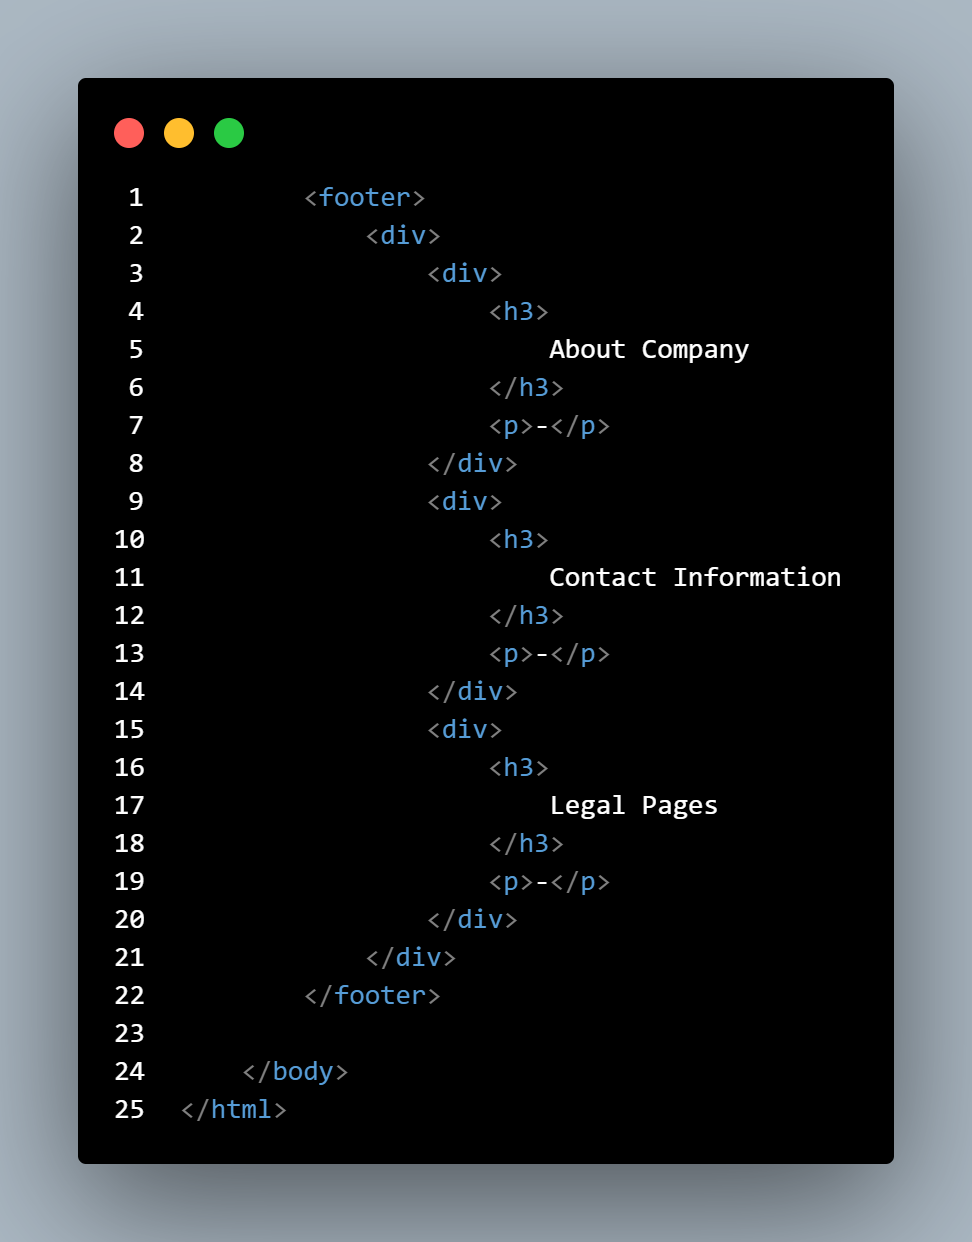 1 <footer>
2 <div>
3 <div>
4 <h3>
5 About Company
6 </h3>
7 <p>-</p>
8 </div>
9 <div>
10 <h3>
11 Contact Information
12 </h3>
13 <p>-</p>
14 </div>
15 <div>
16 <h3>
17 Legal Pages
18 </h3>
19 <p>-</p>
20 </div>
21 </div>
22 </footer>
23
24 </body>
25 </html>